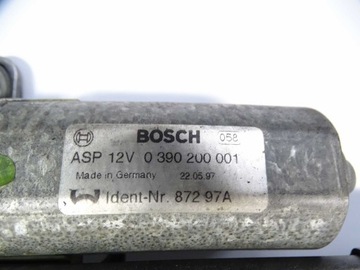 BOSCH 058
ASP 12V 0 390 200 001
Made in Germany 22.05.97
Ident-Nr. 872 97A